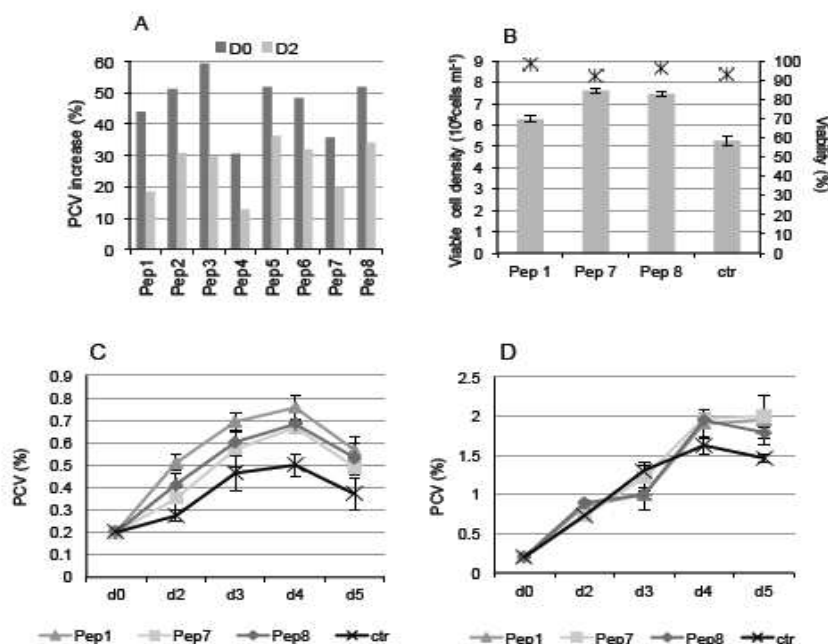 A
D0 D2
PCV increase (%)
60
50
40
30
20
10
0
Pep1 Pep2 Pep3 Pep4 Pep5 Pep6 Pep7 Pep8
B
Viable cell density (10⁶cells ml⁻¹)
9
8
7
6
5
4
3
2
1
0
100
90
80
70
60
50
40
30
20
10
0
Viability (%)
Pep 1 Pep 7 Pep 8 ctr
C
PCV (%)
0.9
0.8
0.7
0.6
0.5
0.4
0.3
0.2
0.1
0
d0 d2 d3 d4 d5
Pep1 Pep7 Pep8 ctr
D
PCV (%)
2.5
2
1.5
1
0.5
0
d0 d2 d3 d4 d5
Pep1 Pep7 Pep8 ctr